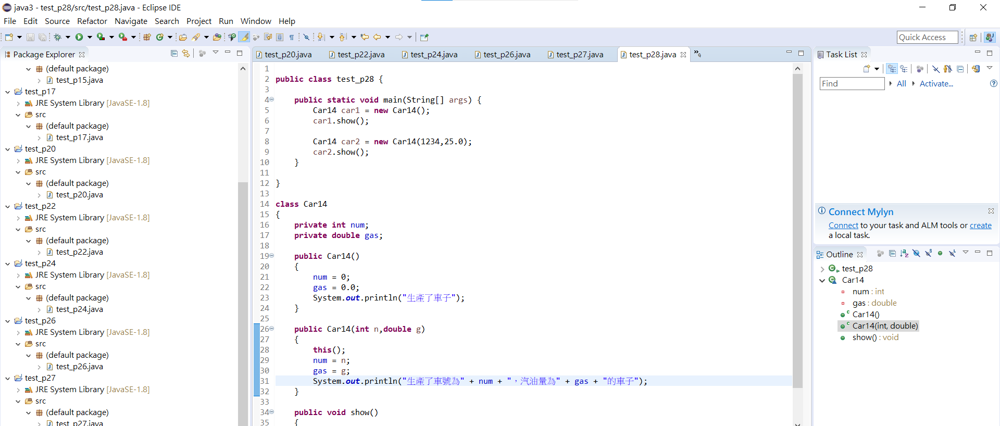 java3 - test_p28/src/test_p28.java - Eclipse IDE
File Edit Source Refactor Navigate Search Project Run Window Help
Quick Access
Package Explorer
(default package)
test_p15.java
test_p17
JRE System Library [JavaSE-1.8]
src
(default package)
test_p17.java
test_p20
JRE System Library [JavaSE-1.8]
src
(default package)
test_p20.java
test_p22
JRE System Library [JavaSE-1.8]
src
(default package)
test_p22.java
test_p24
JRE System Library [JavaSE-1.8]
src
(default package)
test_p24.java
test_p26
JRE System Library [JavaSE-1.8]
src
(default package)
test_p26.java
test_p27
JRE System Library [JavaSE-1.8]
src
(default package)
test_p27.java
test_p20.java test_p22.java test_p24.java test_p26.java test_p27.java test_p28.java »9
1
2 public class test_p28 {
3
4 public static void main(String[] args) {
5 Car14 car1 = new Car14();
6 car1.show();
7
8 Car14 car2 = new Car14(1234,25.0);
9 car2.show();
10 }
11
12 }
13
14 class Car14
15 {
16 private int num;
17 private double gas;
18
19 public Car14()
20 {
21 num = 0;
22 gas = 0.0;
23 System.out.println("生產了車子");
24 }
25
26 public Car14(int n,double g)
27 {
28 this();
29 num = n;
30 gas = g;
31 System.out.println("生產了車號為" + num + "，汽油量為" + gas + "的車子");
32 }
33
34 public void show()
35 {
Task List
Find All Activate...
Connect Mylyn
Connect to your task and ALM tools or create
a local task.
Outline
test_p28
Car14
num : int
gas : double
Car14()
Car14(int, double)
show() : void